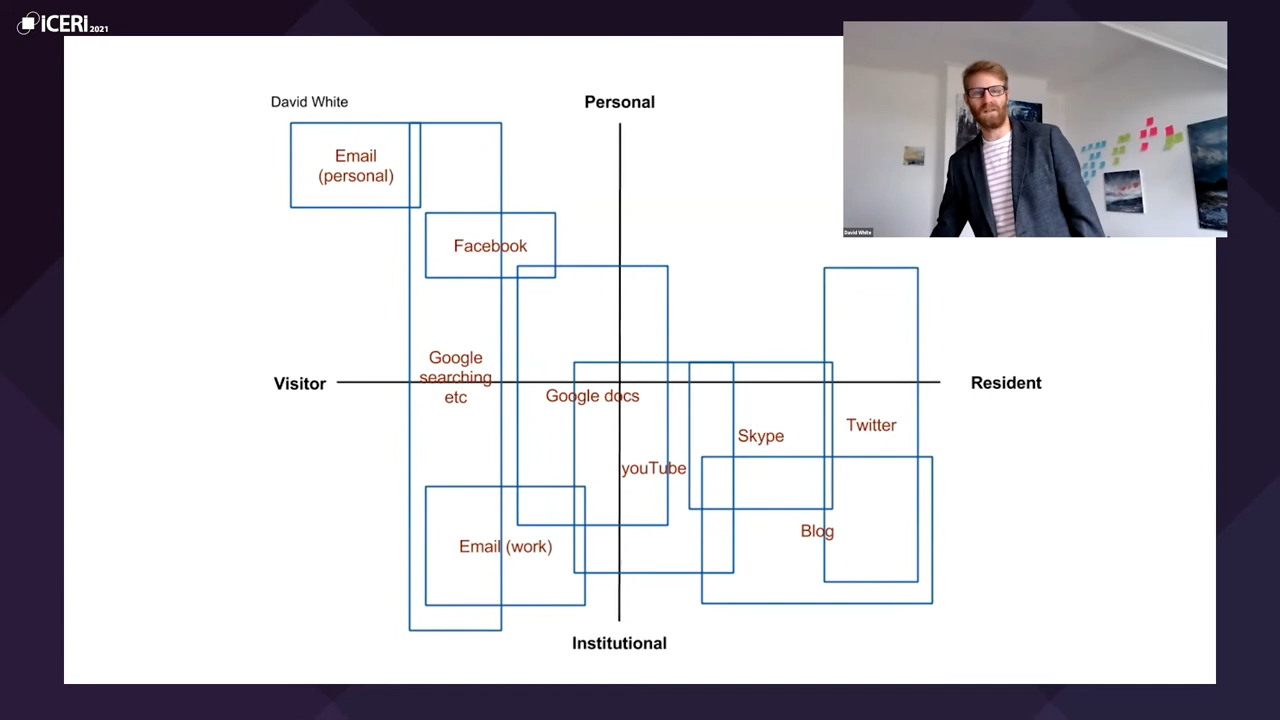 iCERi 2021
David White
Personal
Email
(personal)
Facebook
Google
searching
etc
Visitor
Resident
Google docs
Twitter
Skype
youTube
Blog
Email (work)
Institutional
David White